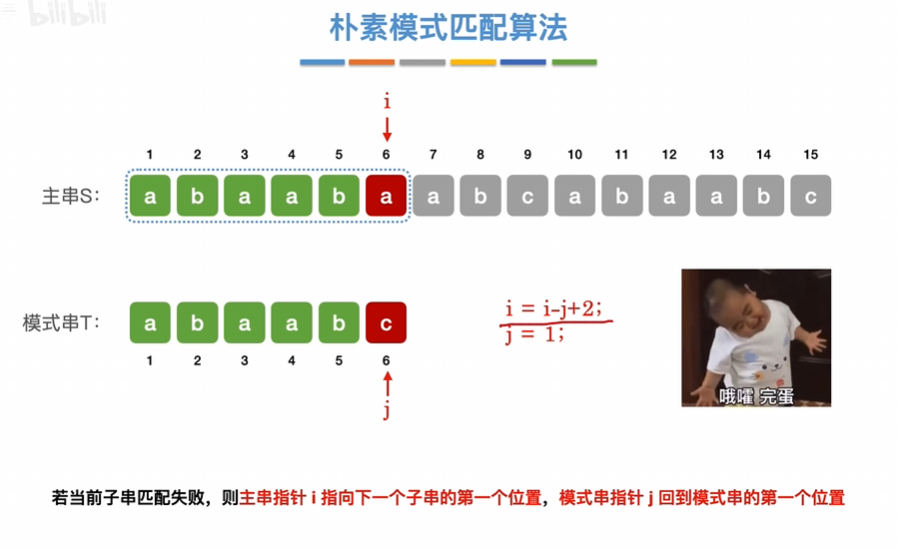 bilibili
朴素模式匹配算法
i
1 2 3 4 5 6 7 8 9 10 11 12 13 14 15
主串S： a b a a b a a b c a b a a b c
模式串T： a b a a b c
1 2 3 4 5 6
j
i = i-j+2;
j = 1;
哦嚯 完蛋
若当前子串匹配失败，则主串指针 i 指向下一个子串的第一个位置，模式串指针 j 回到模式串的第一个位置